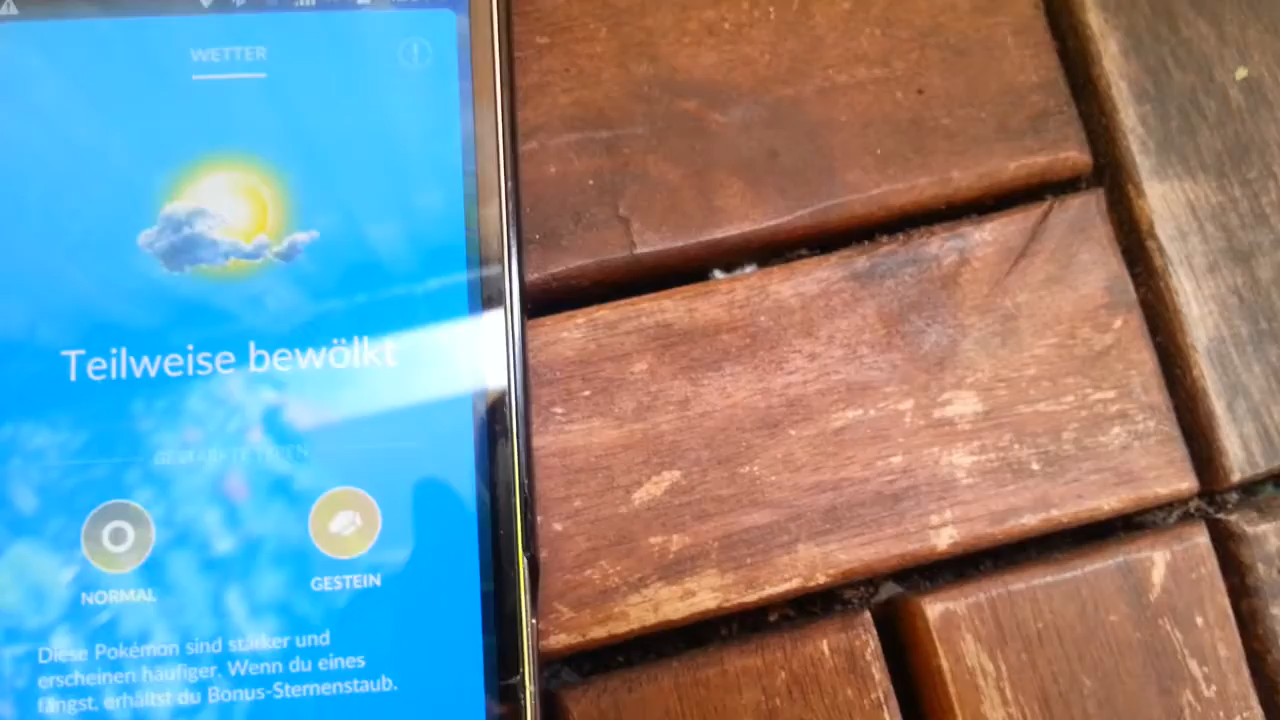 WETTER
Teilweise bewölkt
NORMAL
GESTEIN
Diese Pokémon sind stärker und
erscheinen häufiger. Wenn du eines
fängst, erhältst du Bonus-Sternenstaub.